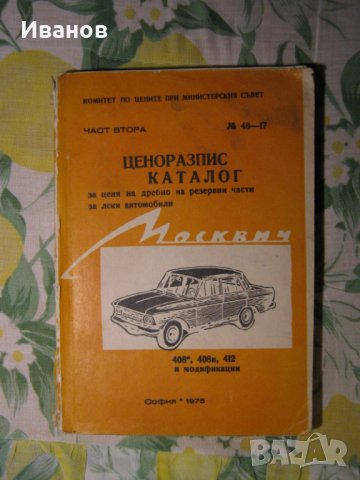 Иванов
КОМИТЕТ ПО ЦЕНИТЕ ПРИ МИНИСТЕРСКИЯ СЪВЕТ
ЧАСТ ВТОРА
№ 48—17
ЦЕНОРАЗПИС
КАТАЛОГ
за цени на дребно на резервни части
за леки автомобили
Москвич
408", 408и, 412
и модификации
София * 1975
BAZAR